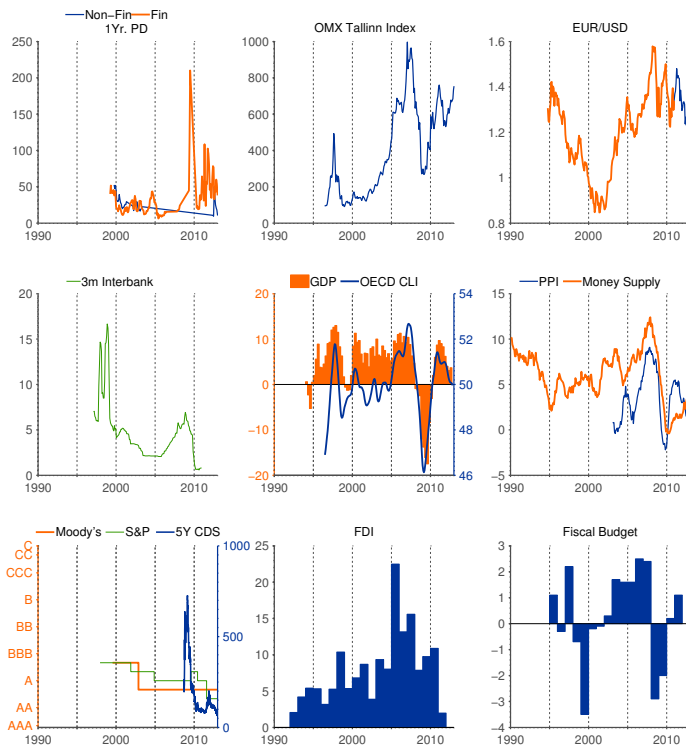 Non-Fin Fin
1Yr. PD
250
200
150
100
50
0
1990 2000 2010
OMX Tallinn Index
1000
800
600
400
200
0
1990 2000 2010
EUR/USD
1.6
1.4
1.2
1
0.8
1990 2000 2010
3m Interbank
20
15
10
5
0
1990 2000 2010
GDP OECD CLI
20 54
10 52
0 50
−10 48
−20 46
1990 2000 2010
PPI Money Supply
15
10
5
0
−5
1990 2000 2010
Moody's S&P 5Y CDS
C 1000
CC
CCC
B
BB 500
BBB
A
AA
AAA 0
1990 2000 2010
FDI
25
20
15
10
5
0
1990 2000 2010
Fiscal Budget
3
2
1
0
−1
−2
−3
−4
1990 2000 2010